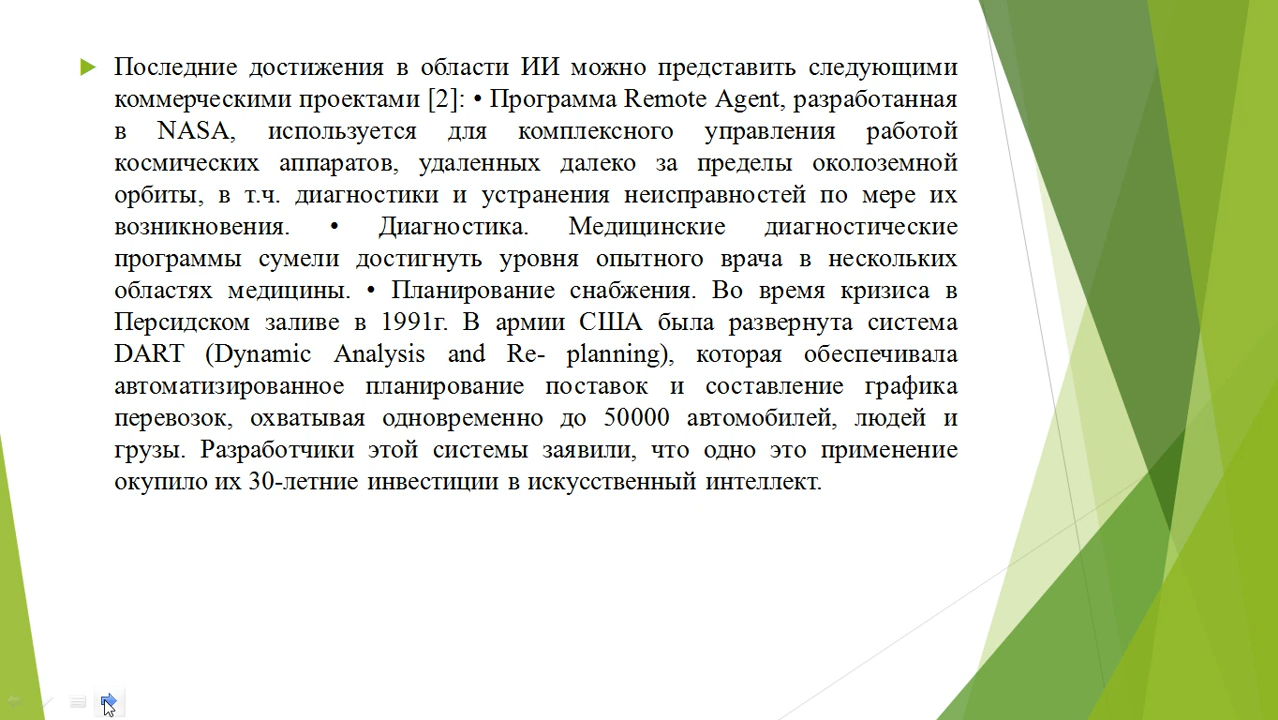 Последние достижения в области ИИ можно представить следующими
коммерческими проектами [2]: • Программа Remote Agent, разработанная
в NASA, используется для комплексного управления работой
космических аппаратов, удаленных далеко за пределы околоземной
орбиты, в т.ч. диагностики и устранения неисправностей по мере их
возникновения. • Диагностика. Медицинские диагностические
программы сумели достигнуть уровня опытного врача в нескольких
областях медицины. • Планирование снабжения. Во время кризиса в
Персидском заливе в 1991г. В армии США была развернута система
DART (Dynamic Analysis and Re- planning), которая обеспечивала
автоматизированное планирование поставок и составление графика
перевозок, охватывая одновременно до 50000 автомобилей, людей и
грузы. Разработчики этой системы заявили, что одно это применение
окупило их 30-летние инвестиции в искусственный интеллект.